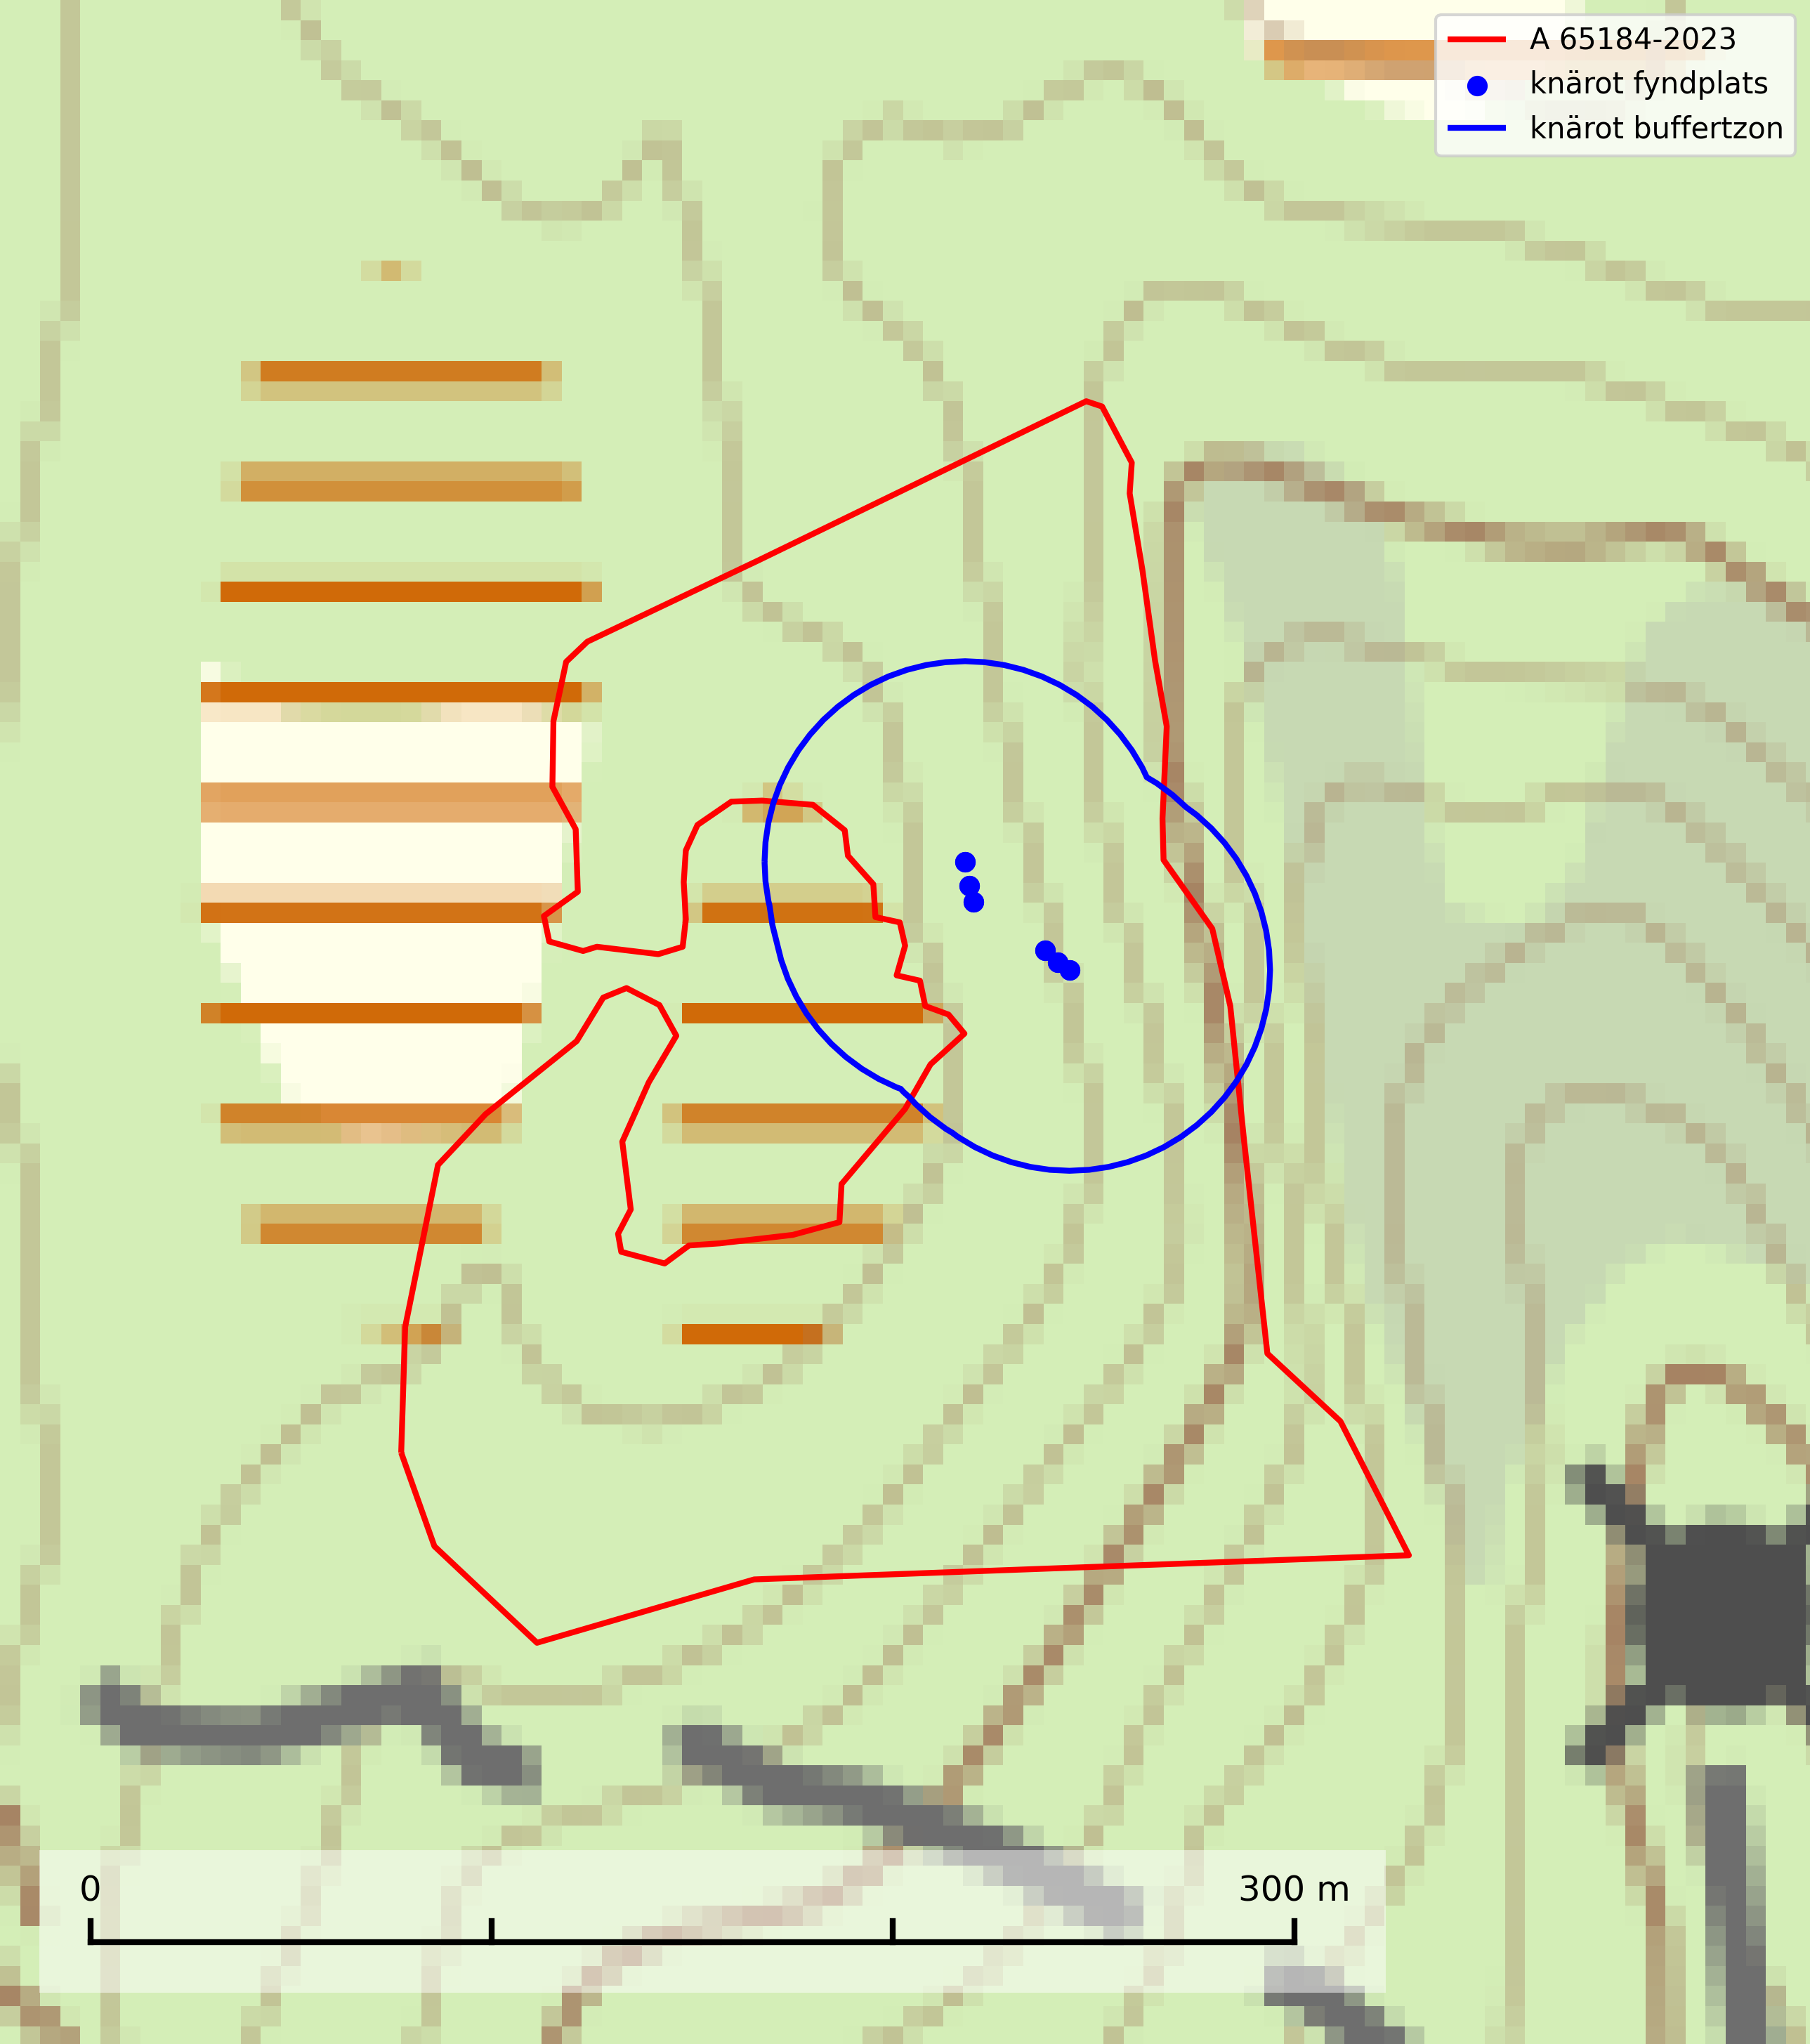 A 65184-2023
knärot fyndplats
knärot buffertzon
0
300 m